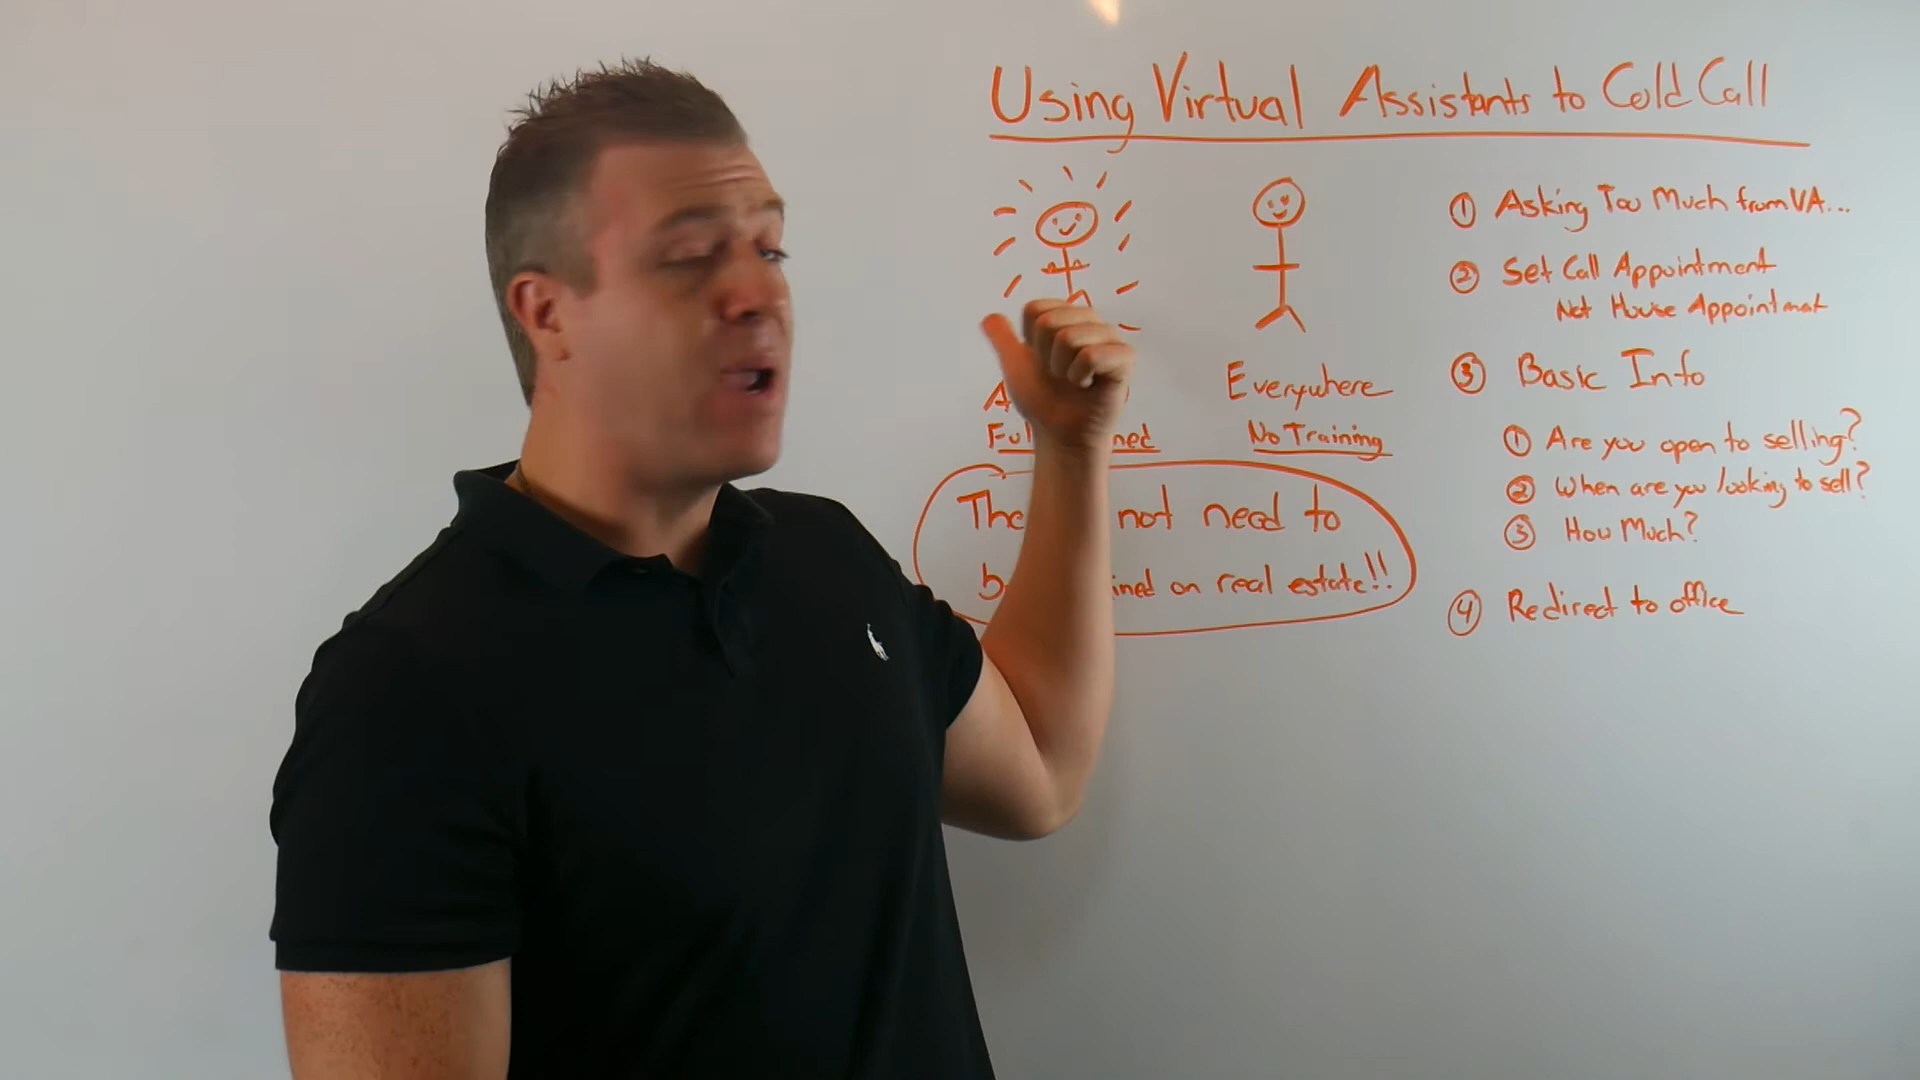 Using Virtual Assistants to Cold Call
Everywhere
No Training
not need to
on real estate!!
① Asking Too Much from VA...
② Set Call Appointment
Not House Appointmat
③ Basic Info
① Are you open to selling?
② When are you looking to sell?
③ How Much?
④ Redirect to office